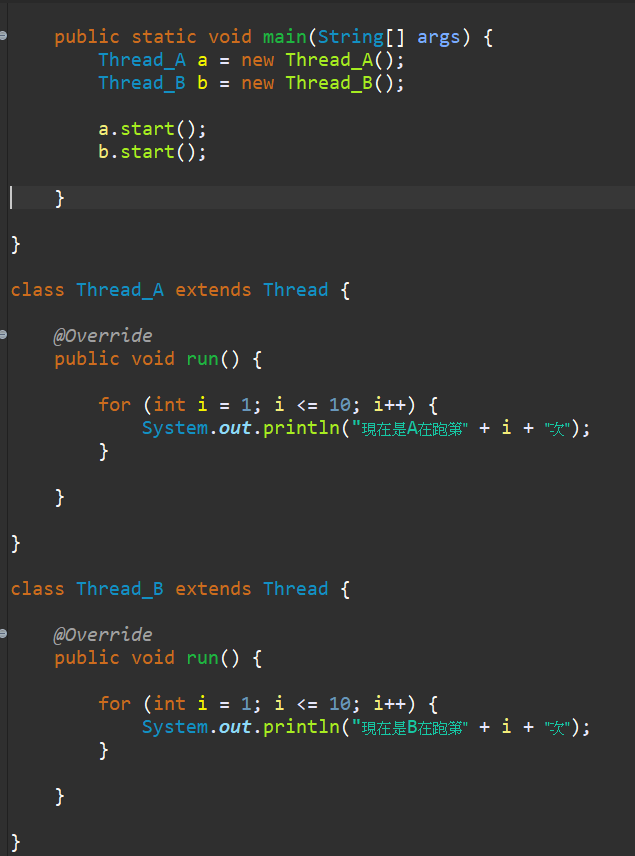 public static void main(String[] args) {
Thread_A a = new Thread_A();
Thread_B b = new Thread_B();
a.start();
b.start();
}
}
class Thread_A extends Thread {
@Override
public void run() {
for (int i = 1; i <= 10; i++) {
System.out.println("現在是A在跑第" + i + "次");
}
}
}
class Thread_B extends Thread {
@Override
public void run() {
for (int i = 1; i <= 10; i++) {
System.out.println("現在是B在跑第" + i + "次");
}
}
}